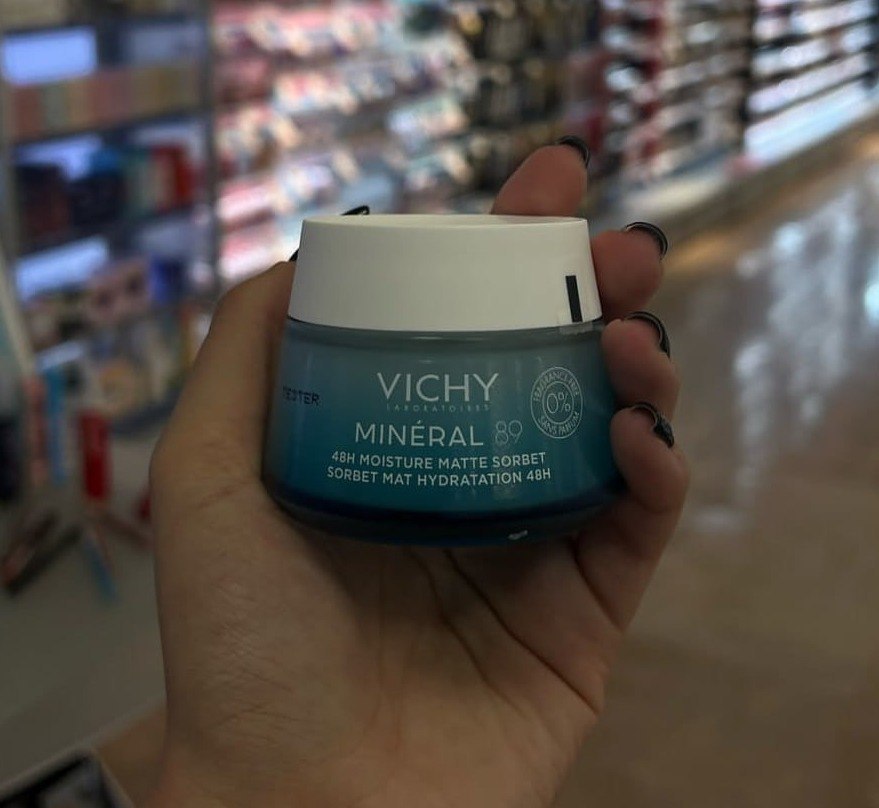 TESTER
VICHY
LABORATOIRES
MINÉRAL 89
48H MOISTURE MATTE SORBET
SORBET MAT HYDRATATION 48H
FRAGRANCE FREE
0%
SANS PARFUM